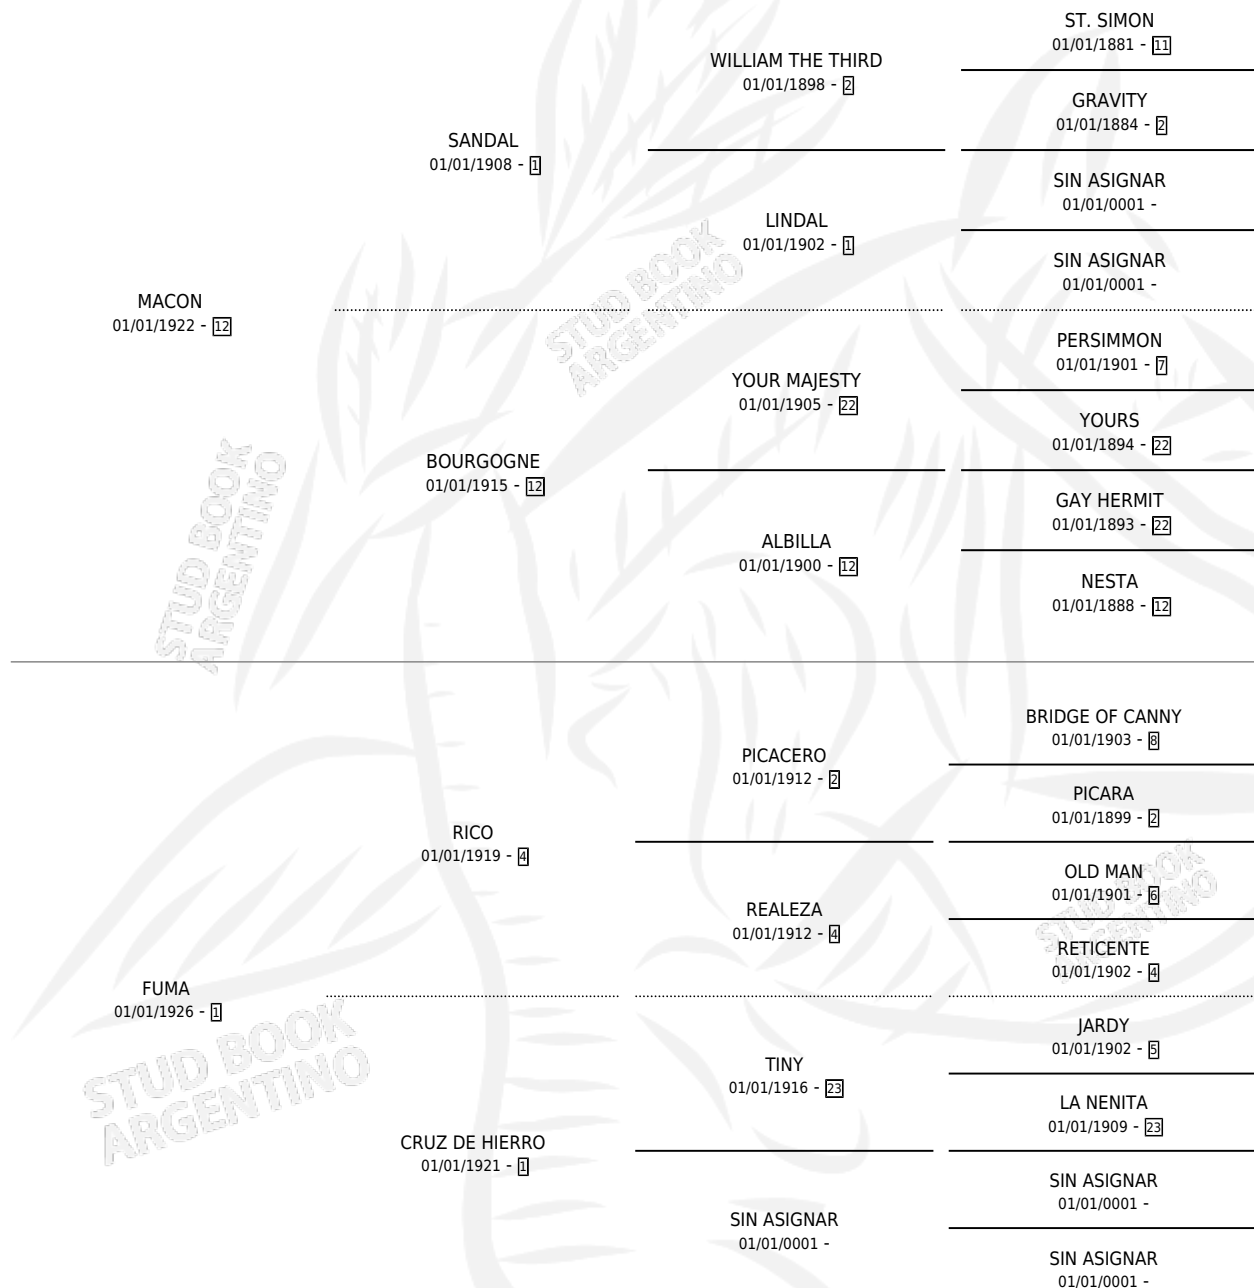 ST. SIMON
01/01/1881 - 11
WILLIAM THE THIRD
01/01/1898 - 2
GRAVITY
01/01/1884 - 2
SANDAL
01/01/1908 - 1
SIN ASIGNAR
01/01/0001 -
LINDAL
01/01/1902 - 1
SIN ASIGNAR
01/01/0001 -
MACON
01/01/1922 - 12
STUD BOOK
ARGENTINO
PERSIMMON
01/01/1901 - 7
YOUR MAJESTY
01/01/1905 - 22
YOURS
01/01/1894 - 22
BOURGOGNE
01/01/1915 - 12
GAY HERMIT
01/01/1893 - 22
ALBILLA
01/01/1900 - 12
NESTA
01/01/1888 - 12
STUD BOOK
ARGENTINO
BRIDGE OF CANNY
01/01/1903 - 8
PICACERO
01/01/1912 - 2
PICARA
01/01/1899 - 2
RICO
01/01/1919 - 4
OLD MAN
01/01/1901 - 6
REALEZA
01/01/1912 - 4
STUD BOOK
ARGENTINO
RETICENTE
01/01/1902 - 4
FUMA
01/01/1926 - 1
JARDY
01/01/1902 - 5
TINY
01/01/1916 - 23
STUD BOOK
ARGENTINO
LA NENITA
01/01/1909 - 23
CRUZ DE HIERRO
01/01/1921 - 1
SIN ASIGNAR
01/01/0001 -
SIN ASIGNAR
01/01/0001 -
SIN ASIGNAR
01/01/0001 -